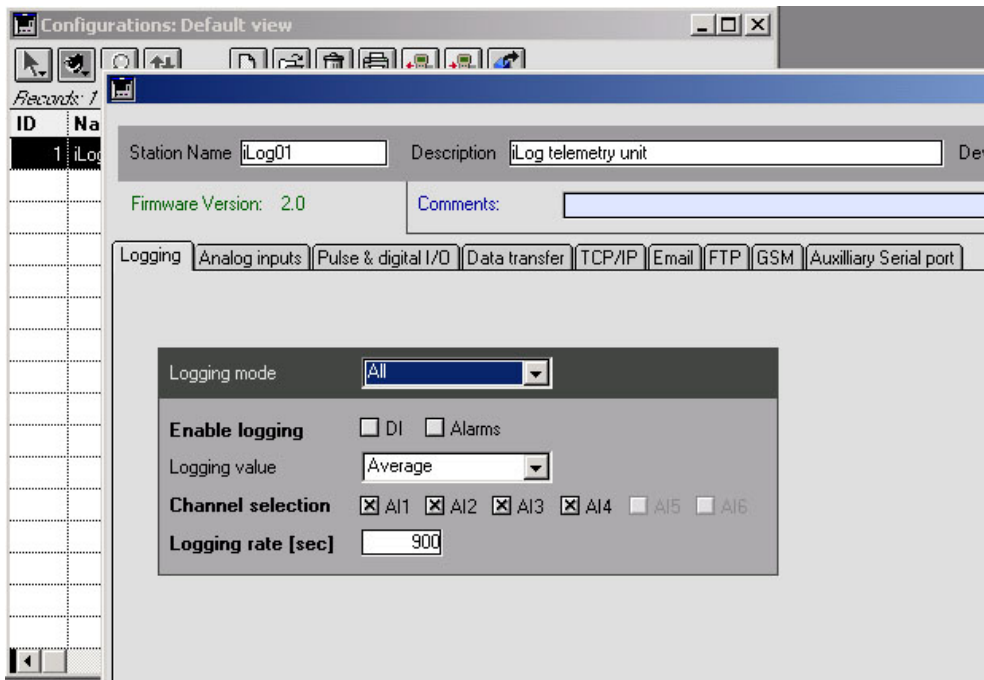 Configurations: Default view
Records: 1
ID Na
1 iLog
Station Name iLog01 Description iLog telemetry unit Dev
Firmware Version: 2.0 Comments:
Logging Analog inputs Pulse & digital I/O Data transfer TCP/IP Email FTP GSM Auxilliary Serial port
Logging mode All
Enable logging DI Alarms
Logging value Average
Channel selection AI1 AI2 AI3 AI4 AI5 AI6
Logging rate [sec] 900